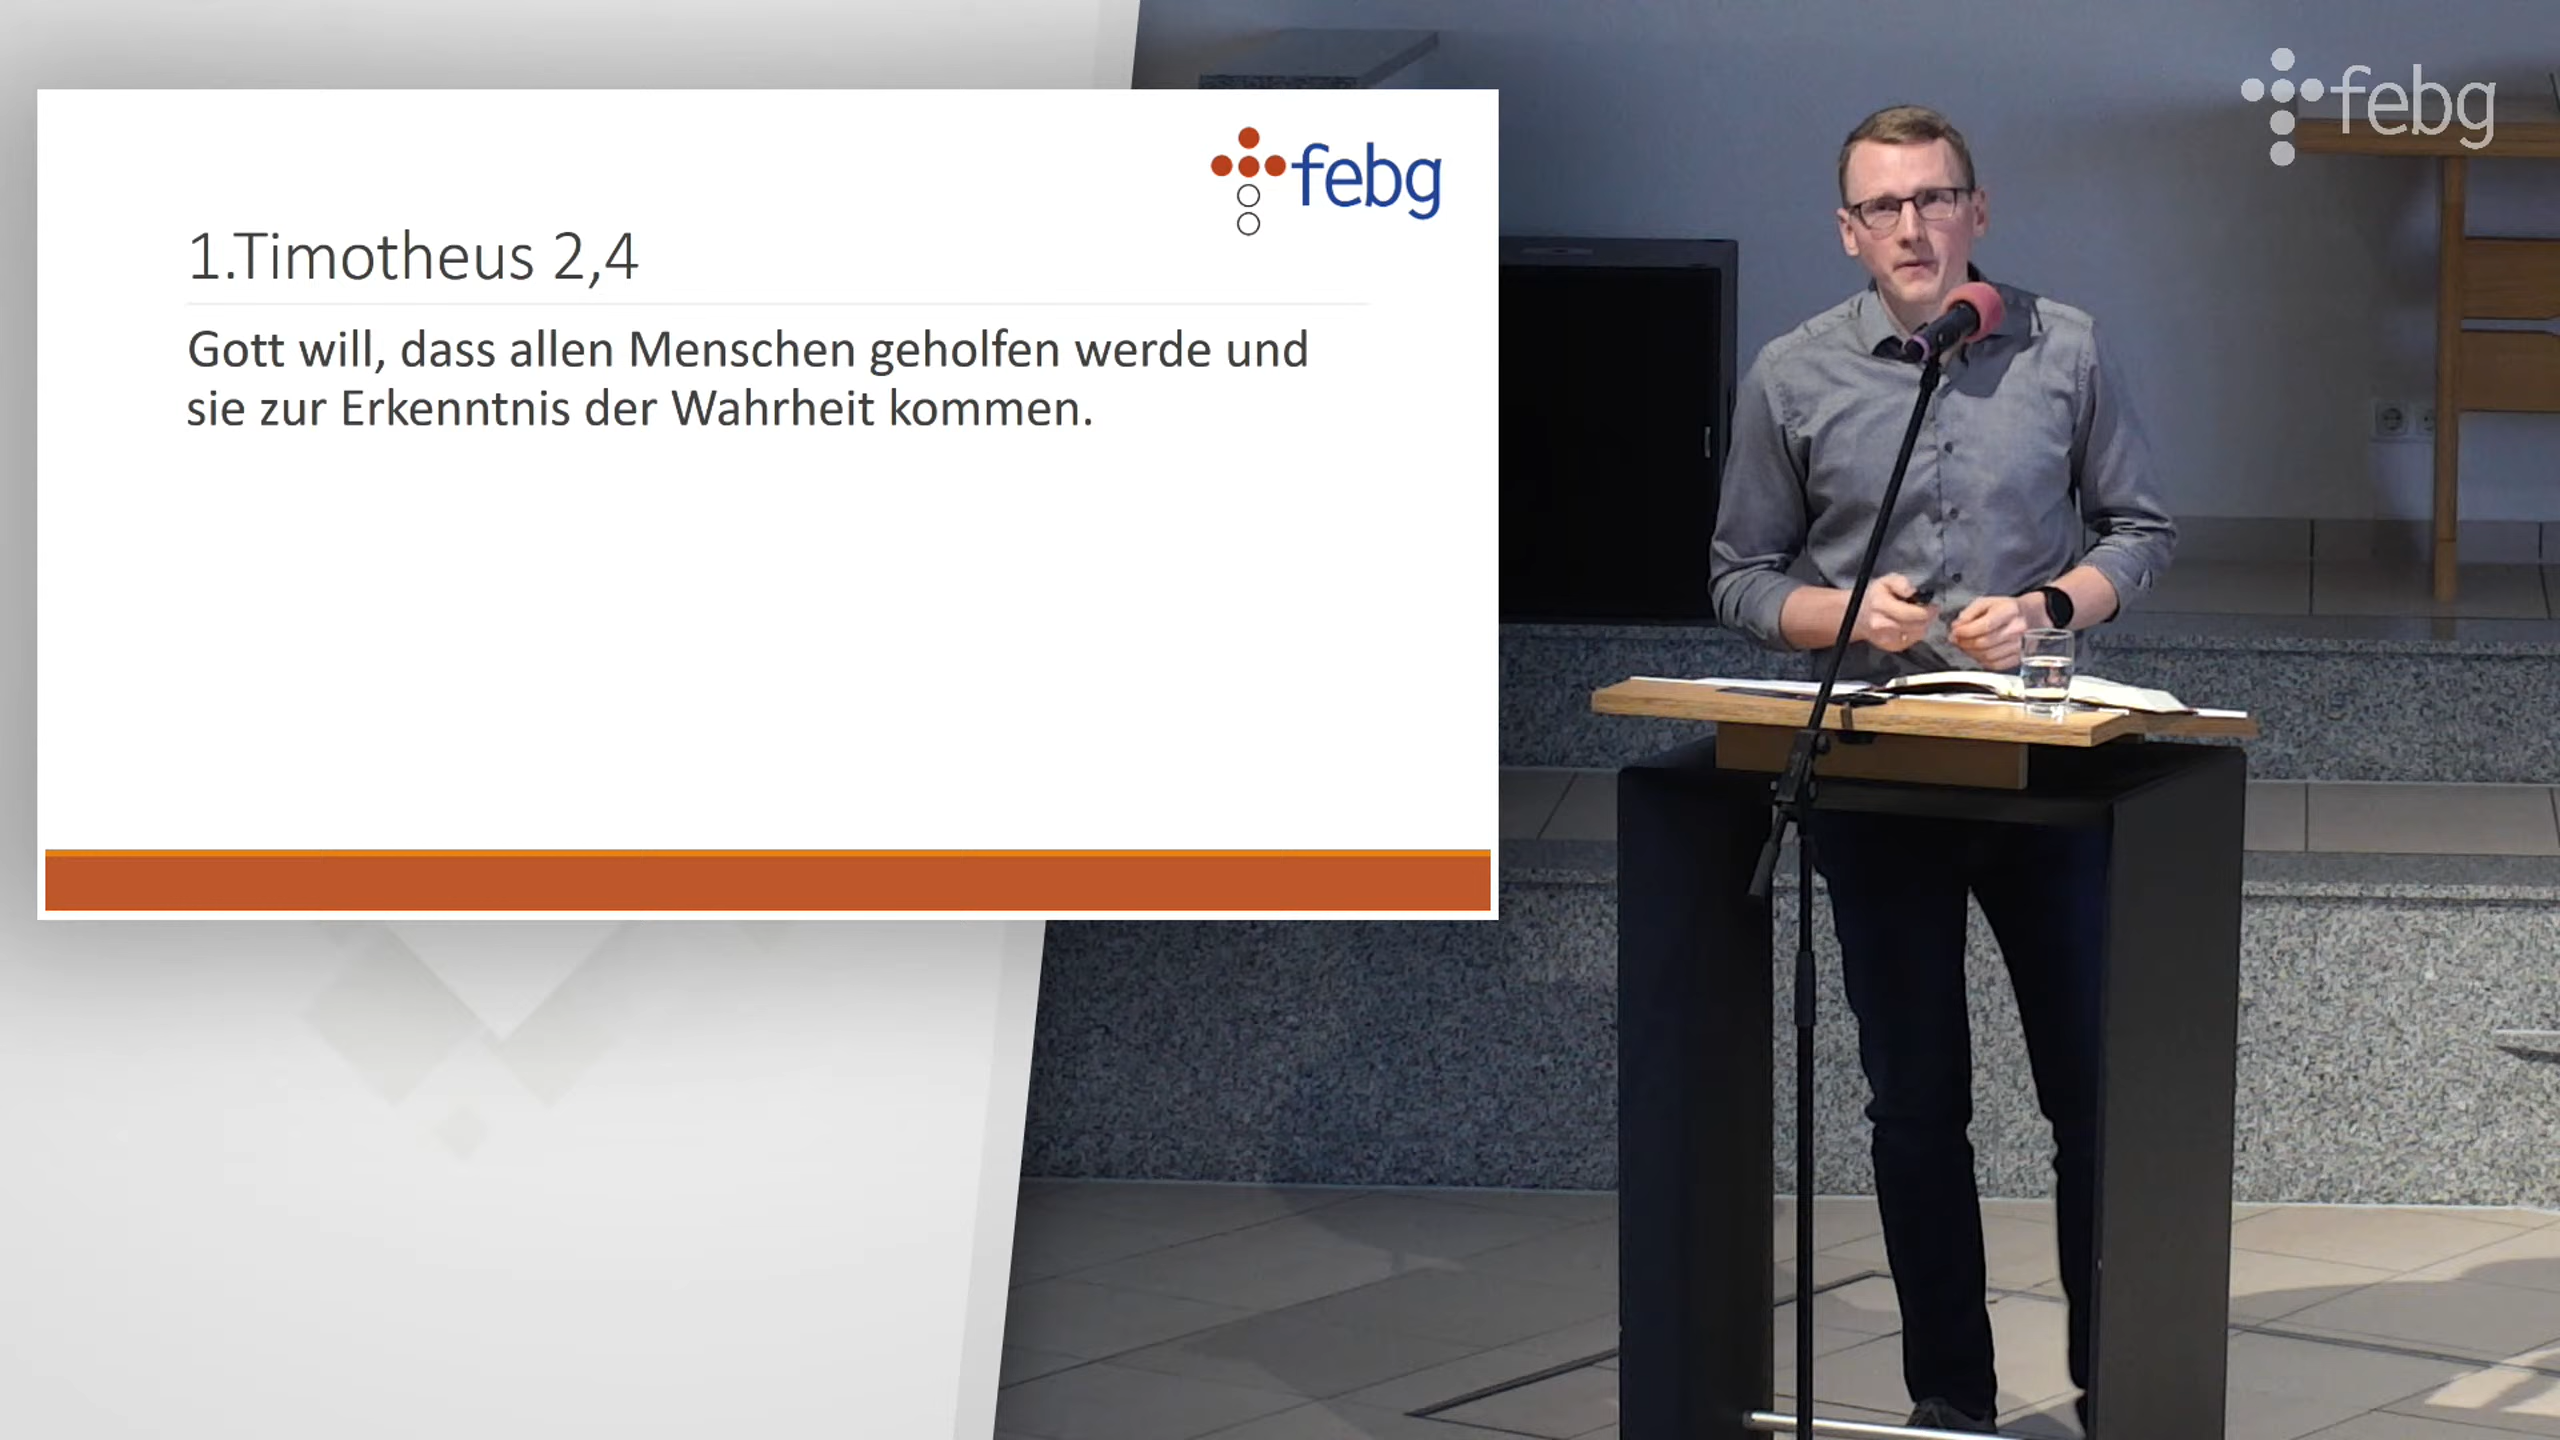 febg
1.Timotheus 2,4
Gott will, dass allen Menschen geholfen werde und
sie zur Erkenntnis der Wahrheit kommen.
febg